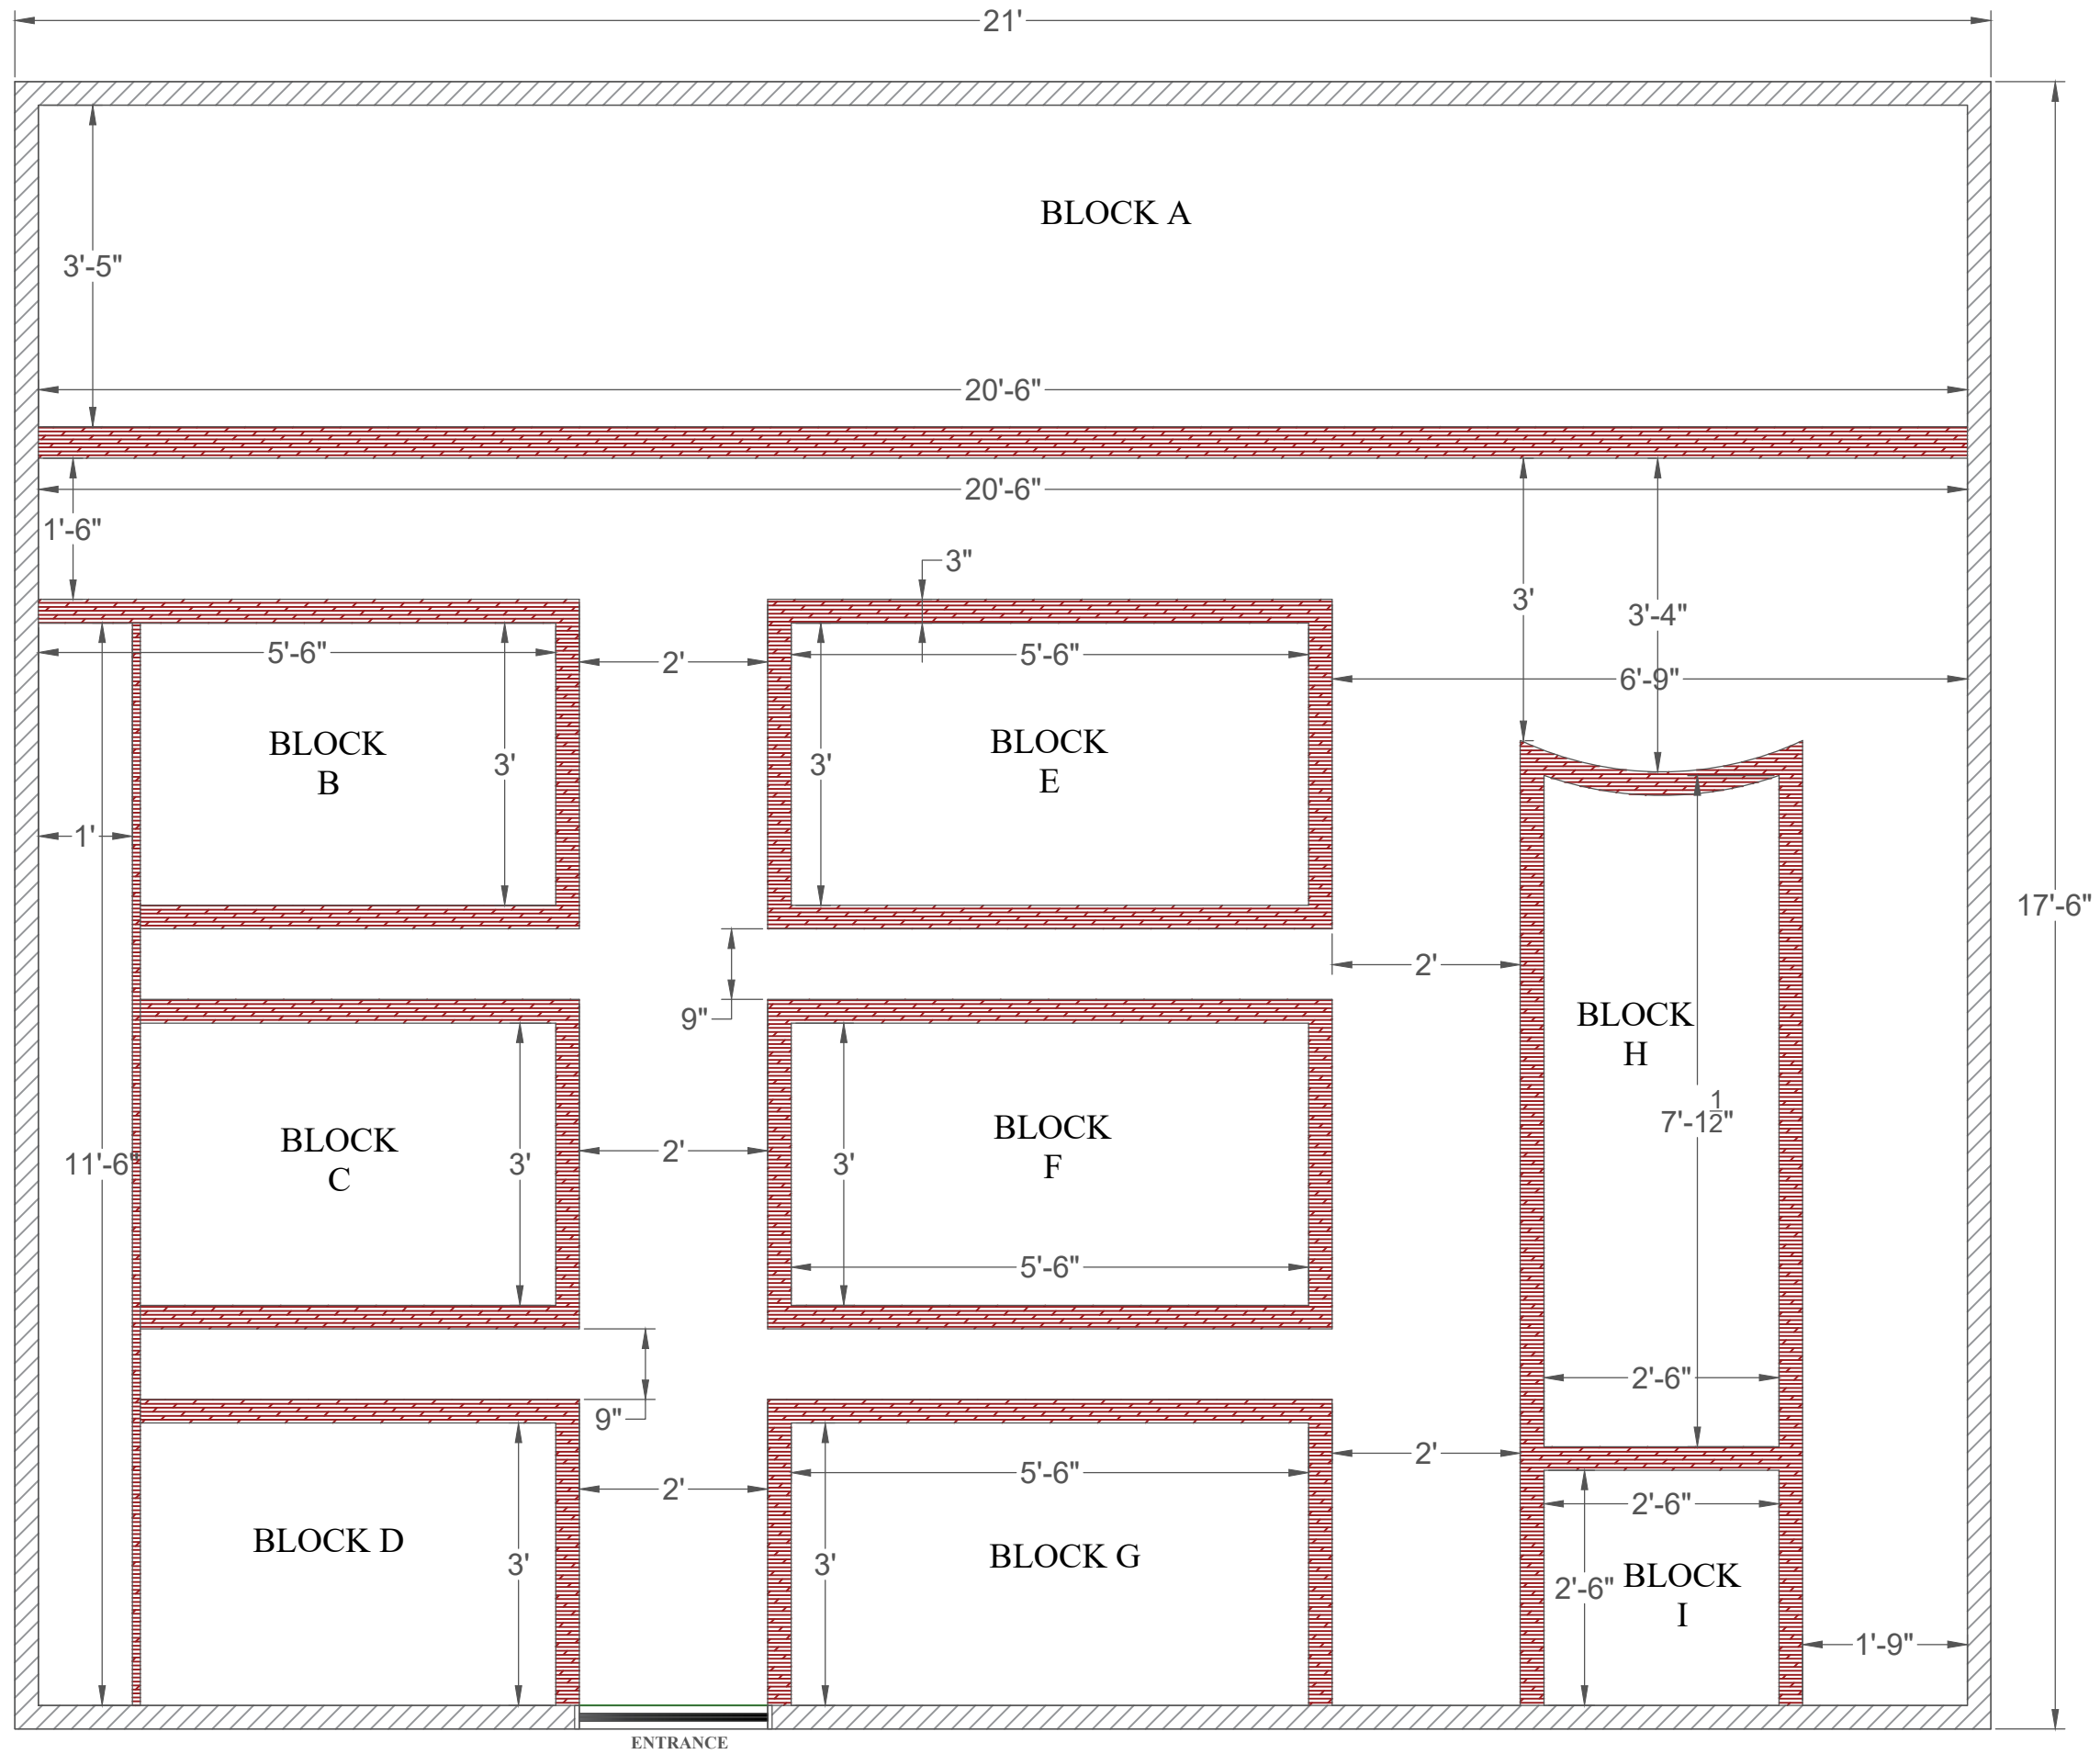 21'
BLOCK A
3'-5"
20'-6"
20'-6"
1'-6"
3"
3'
3'-4"
5'-6"
2'
5'-6"
6'-9"
BLOCK
B
3'
3'
BLOCK
E
1'
17'-6"
2'
9"
BLOCK
H
7'-1 1/2"
11'-6"
BLOCK
C
3'
2'
3'
BLOCK
F
5'-6"
2'-6"
9"
2'
5'-6"
2'
2'-6"
BLOCK D
3'
3'
BLOCK G
2'-6"
BLOCK
I
1'-9"
ENTRANCE